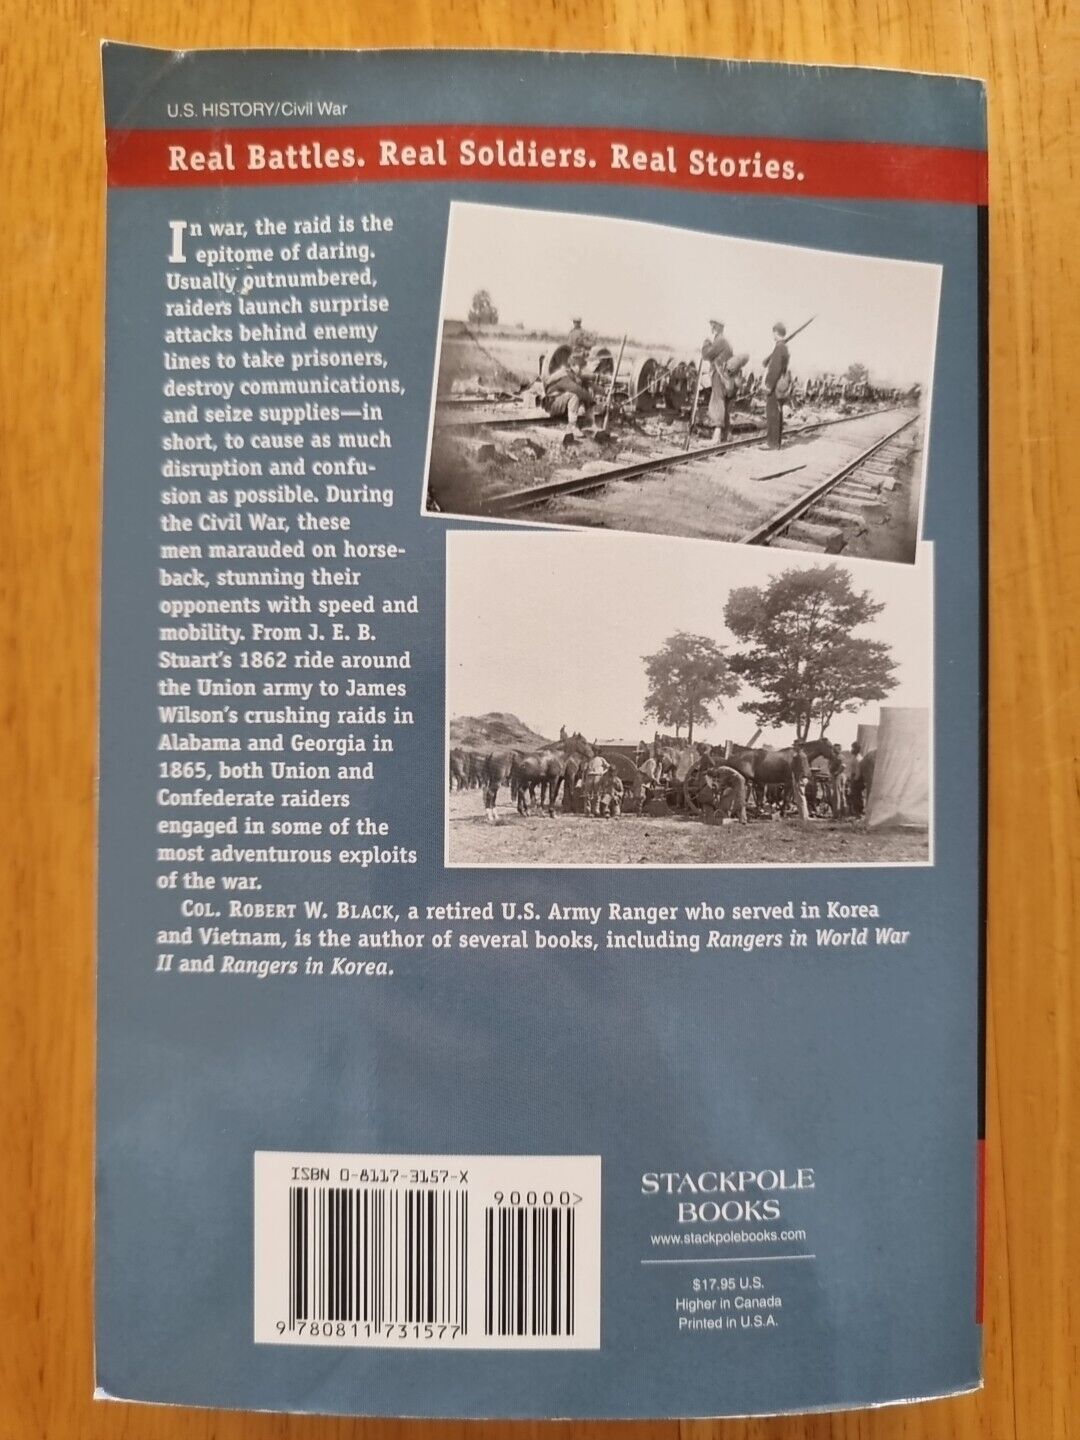 U.S. HISTORY/Civil War
Real Battles. Real Soldiers. Real Stories.
In war, the raid is the
epitome of daring.
Usually outnumbered,
raiders launch surprise
attacks behind enemy
lines to take prisoners,
destroy communications,
and seize supplies—in
short, to cause as much
disruption and confu-
sion as possible. During
the Civil War, these
men marauded on horse-
back, stunning their
opponents with speed and
mobility. From J. E. B.
Stuart's 1862 ride around
the Union army to James
Wilson's crushing raids in
Alabama and Georgia in
1865, both Union and
Confederate raiders
engaged in some of the
most adventurous exploits
of the war.
COL. ROBERT W. BLACK, a retired U.S. Army Ranger who served in Korea
and Vietnam, is the author of several books, including Rangers in World War
II and Rangers in Korea.
ISBN 0-8117-3157-X
90000>
9 780811 731577
STACKPOLE
BOOKS
www.stackpolebooks.com
$17.95 U.S.
Higher in Canada
Printed in U.S.A.